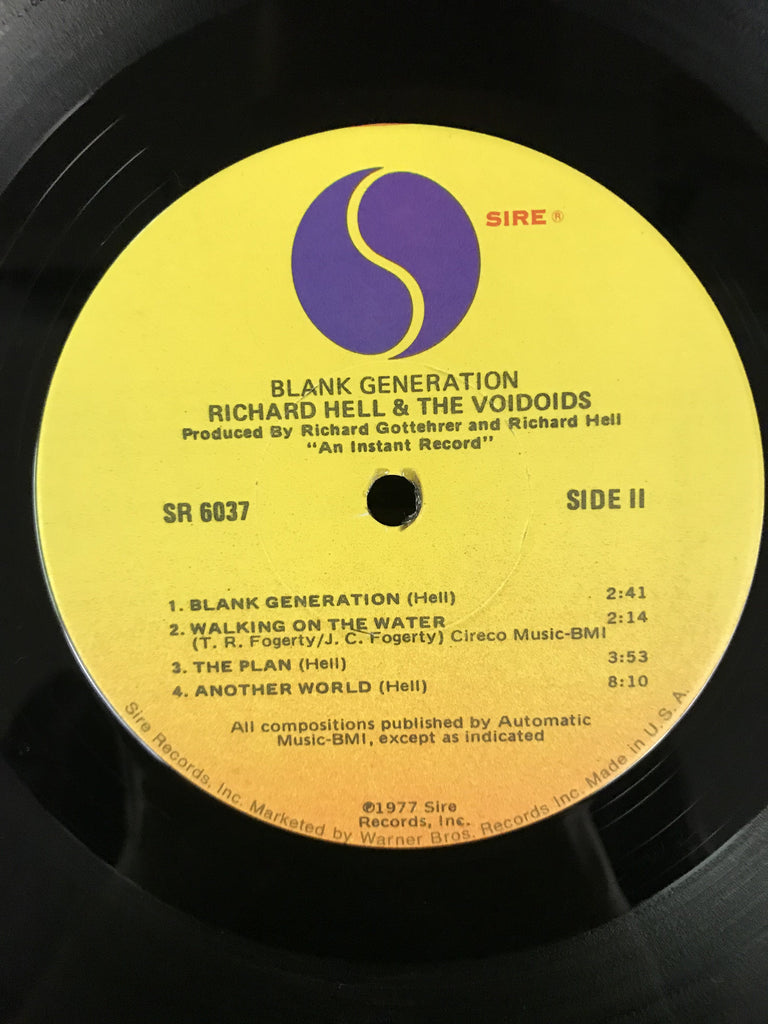 SIRE ®
BLANK GENERATION
RICHARD HELL & THE VOIDOIDS
Produced By Richard Gottehrer and Richard Hell
"An Instant Record"
SR 6037
SIDE II
1. BLANK GENERATION (Hell) 2:41
2. WALKING ON THE WATER 2:14
(T. R. Fogerty/J. C. Fogerty) Cireco Music-BMI
3. THE PLAN (Hell) 3:53
4. ANOTHER WORLD (Hell) 8:10
All compositions published by Automatic
Music-BMI, except as indicated
℗1977 Sire
Records, Inc.
Sire Records, Inc. Marketed by Warner Bros. Records Inc. Made in U.S.A.